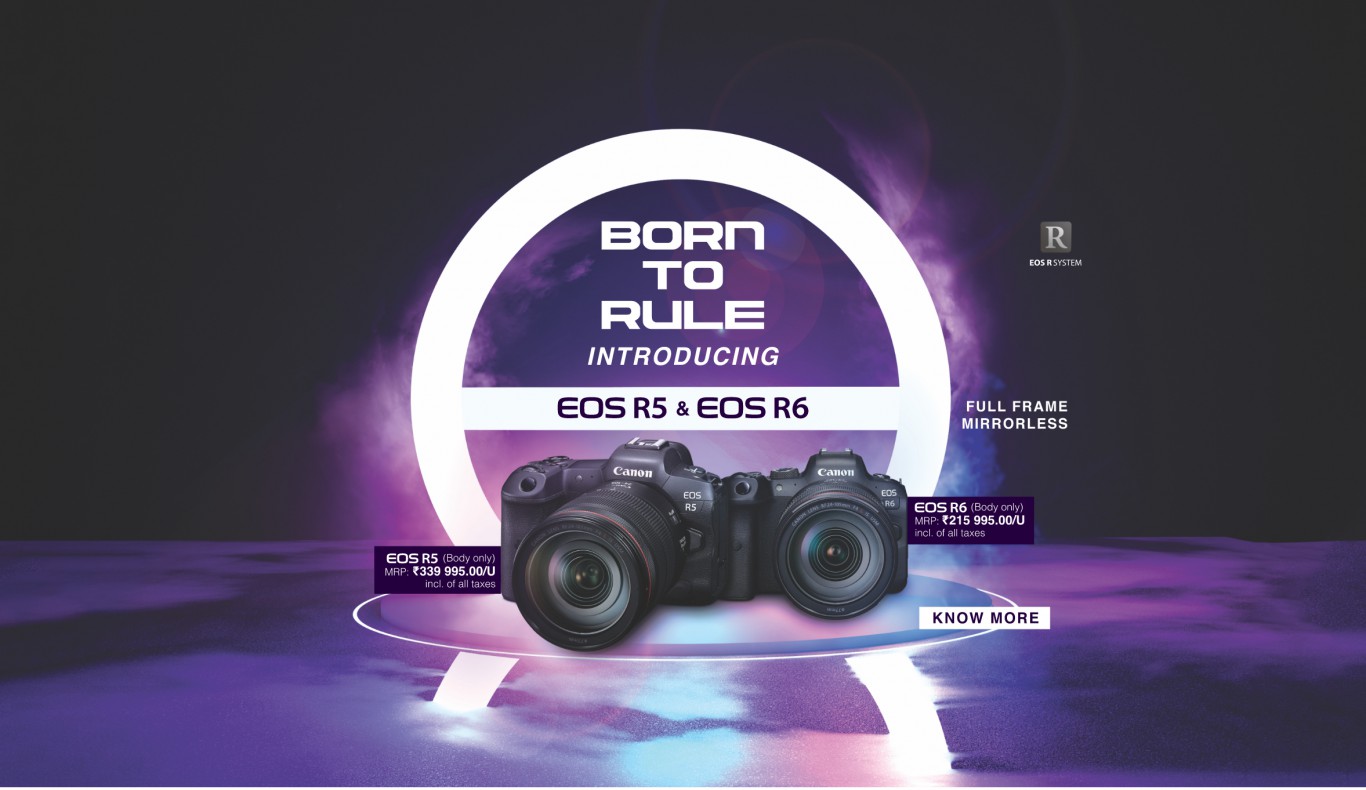 BORN
TO
RULE
INTRODUCING
EOS R5 & EOS R6
R
EOS R SYSTEM
FULL FRAME
MIRRORLESS
Canon
EOS
R5
Canon
EOS
R6
EOS R6 (Body only)
MRP: ₹215 995.00/U
incl. of all taxes
EOS R5 (Body only)
MRP: ₹339 995.00/U
incl. of all taxes
KNOW MORE